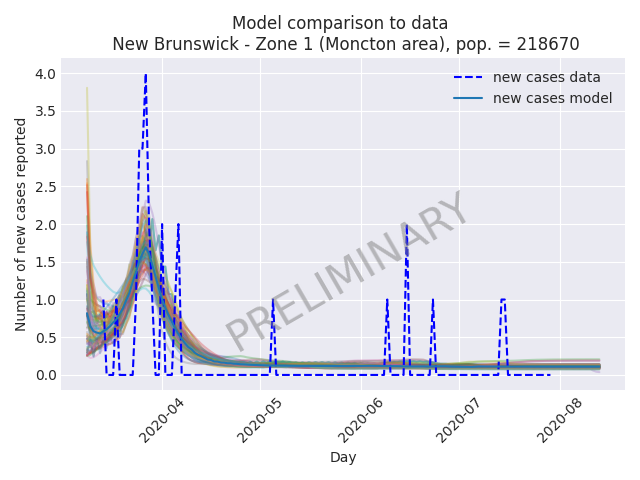 Model comparison to data
New Brunswick - Zone 1 (Moncton area), pop. = 218670
new cases data
new cases model
PRELIMINARY
Number of new cases reported
4.0
3.5
3.0
2.5
2.0
1.5
1.0
0.5
0.0
2020-04
2020-05
2020-06
2020-07
2020-08
Day